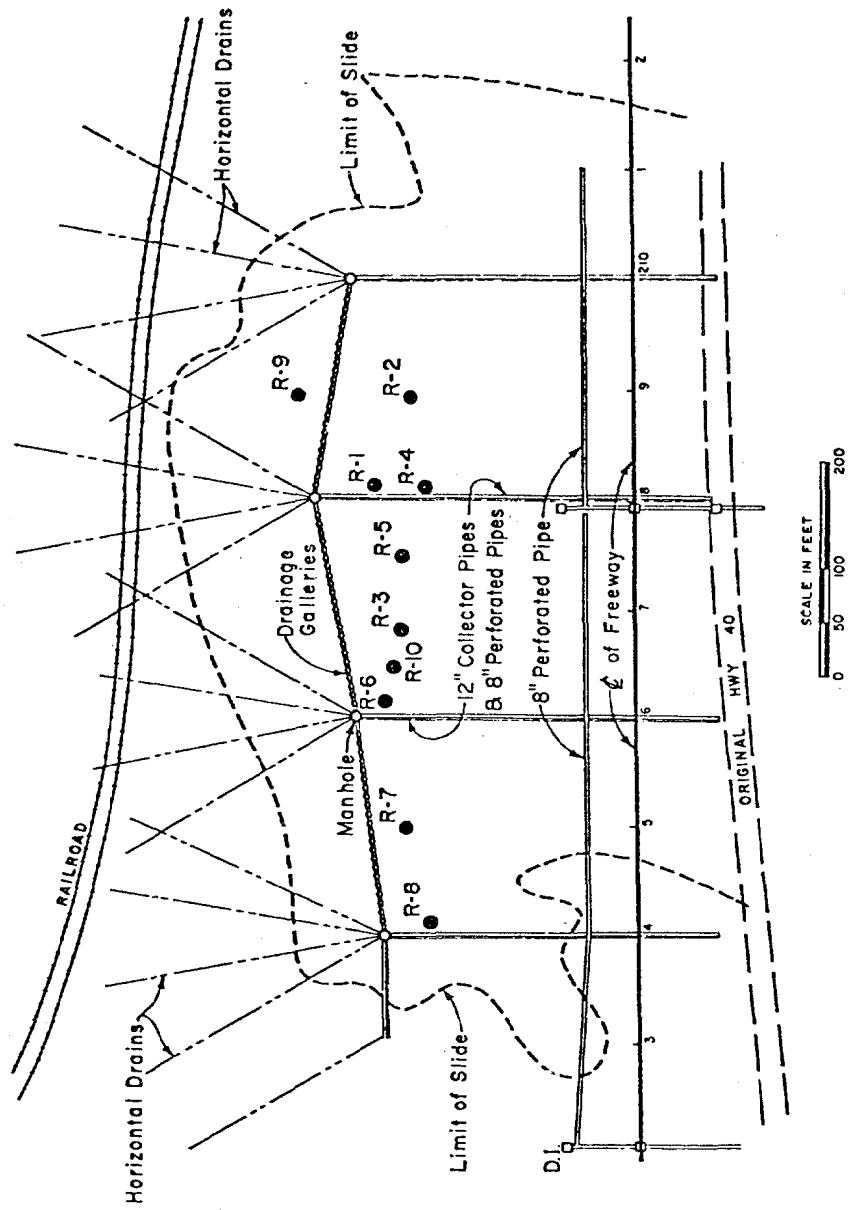 RAILROAD
Horizontal Drains
Limit of Slide
Horizontal Drains
Manhole
Drainage
Galleries
R-9
R-1
R-2
R-4
R-5
R-3
R-10
R-6
R-7
R-8
12" Collector Pipes
& 8" Perforated Pipes
8" Perforated Pipe
℄ of Freeway
Limit of Slide
D.I.
3
4
5
6
7
8
9
210
1
2
ORIGINAL HWY 40
SCALE IN FEET
0 50 100 200